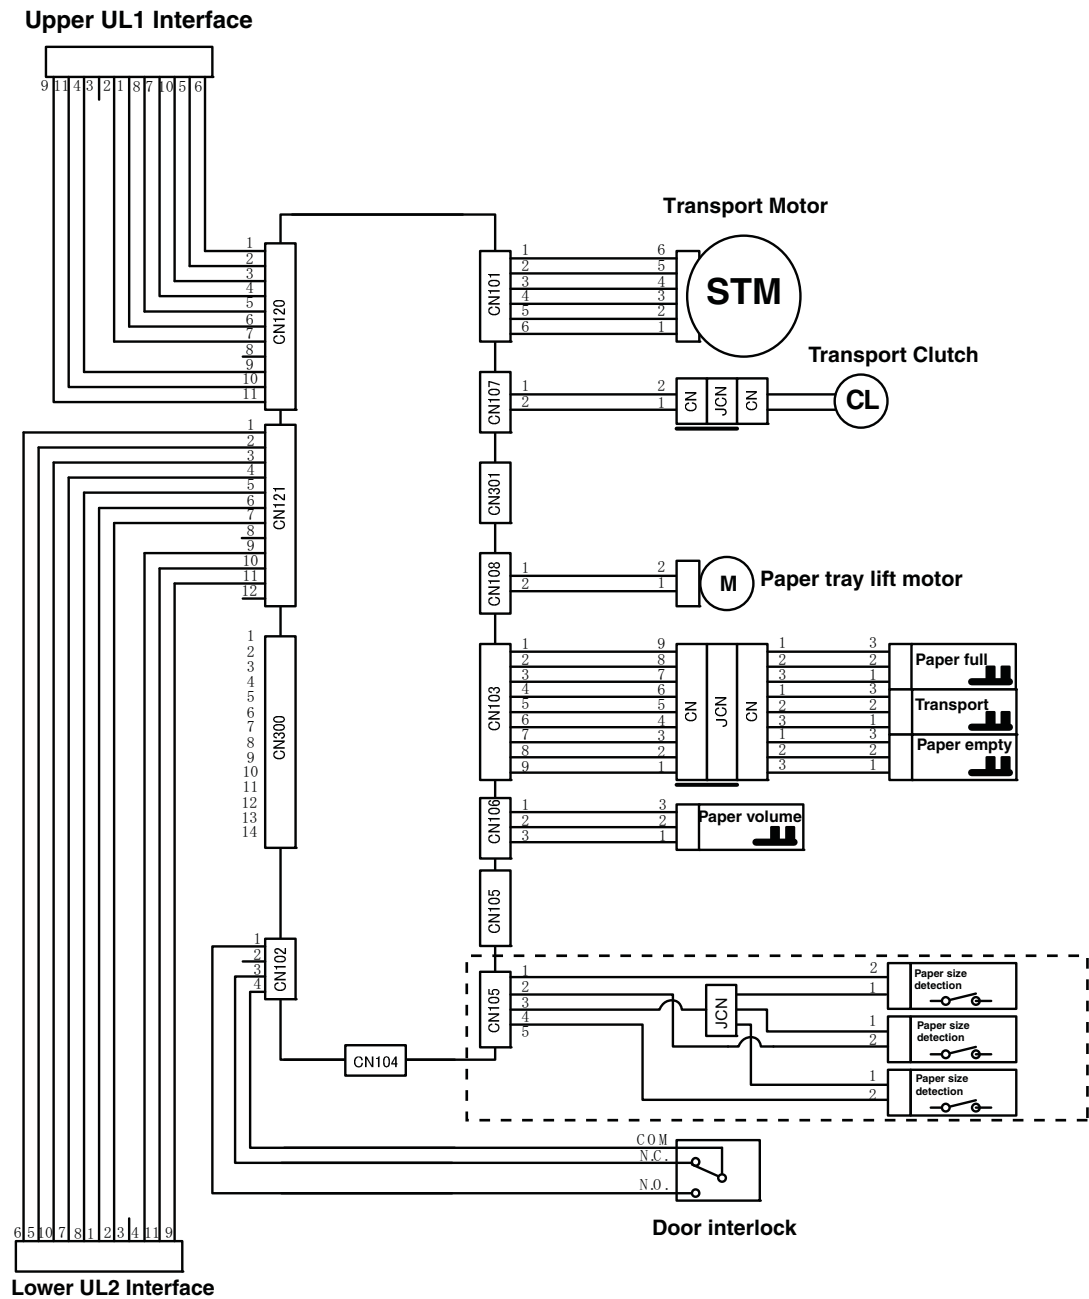 Upper UL1 Interface
9 11 4 3 2 1 8 7 10 5 6
Transport Motor
1
2
3
4
5
6
7
8
9
10
11
CN120
CN101
1
2
3
4
5
6
6
5
4
3
2
1
STM
Transport Clutch
CN107
1
2
2
1
CN
JCN
CN
CL
1
2
3
4
5
6
7
8
9
10
11
12
CN121
CN301
CN108
1
2
2
1
M
Paper tray lift motor
1
2
3
4
5
6
7
8
9
10
11
12
13
14
CN300
CN103
1
2
3
4
5
6
7
8
9
9
8
7
6
5
4
3
2
1
CN
JCN
CN
1
2
3
1
2
3
1
2
3
3
2
1
3
2
1
3
2
1
Paper full
Transport
Paper empty
CN106
1
2
3
3
2
1
Paper volume
CN105
1
2
3
4
CN102
CN105
1
2
3
4
5
JCN
2
1
Paper size
detection
1
2
Paper size
detection
1
2
Paper size
detection
CN104
COM
N.C.
N.O.
Door interlock
6 5 10 7 8 1 2 3 4 11 9
Lower UL2 Interface